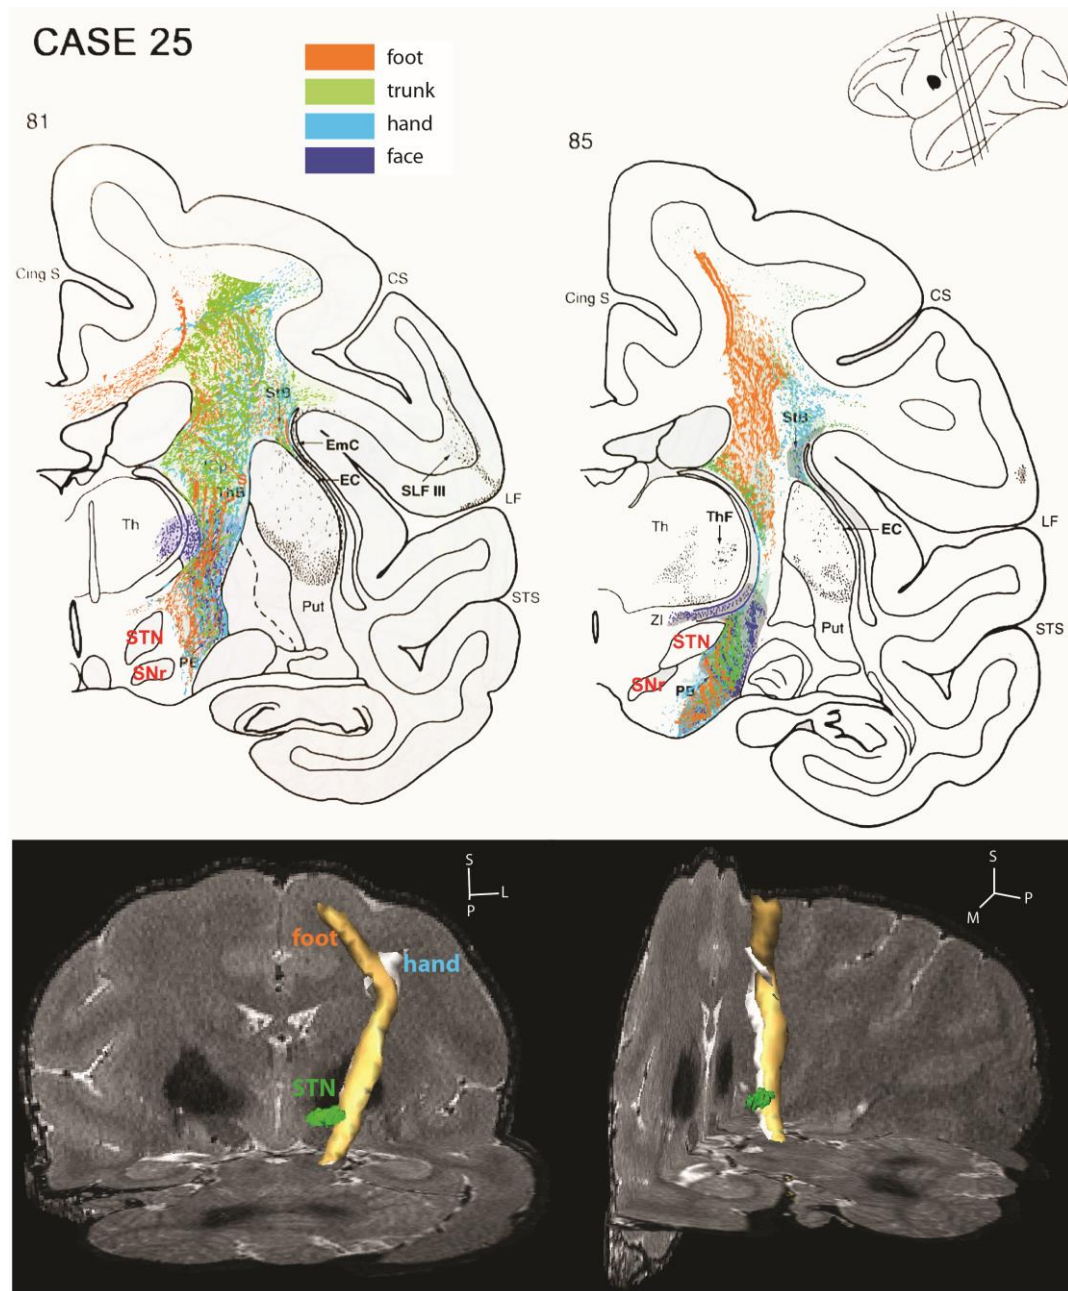 CASE 25
foot
trunk
hand
face
81
85
Cing S
CS
StB
EmC
EC
SLF III
LF
ThB
Th
Put
STS
STN
SNr
Cing S
CS
StB
ThF
EC
LF
Th
ZI
STN
Put
STS
SNr
PB
S
L
P
foot
hand
STN
S
P
M